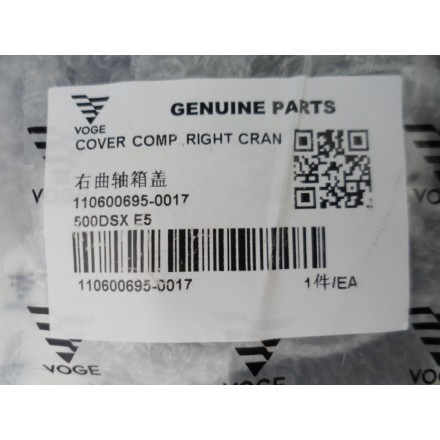 VOGE
GENUINE PARTS
COVER COMP.,RIGHT CRAN
右曲轴箱盖
110600695-0017
500DSX E5
110600695-0017
1件/EA
VOGE
VOGE